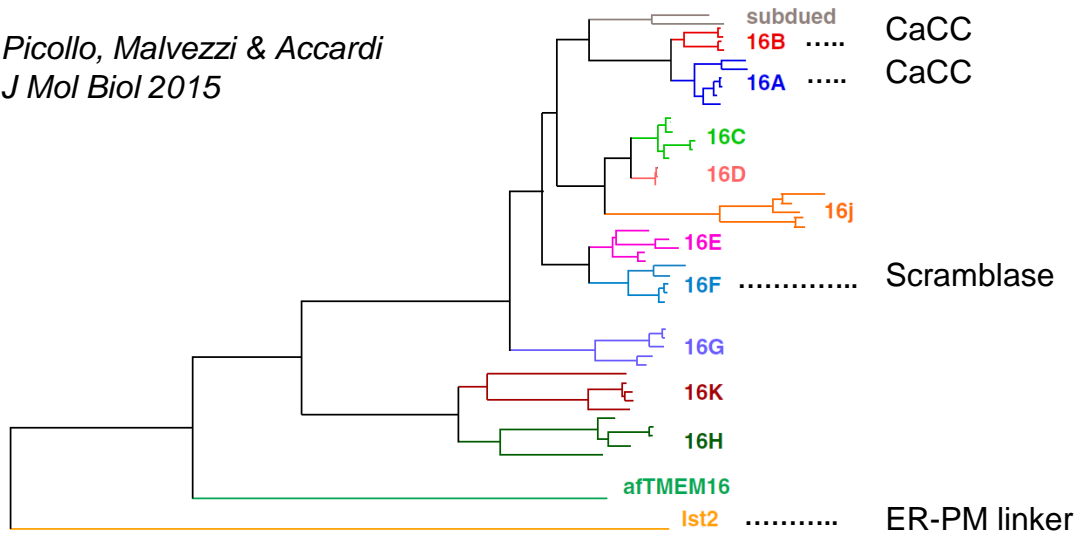 Picollo, Malvezzi & Accardi
J Mol Biol 2015
subdued
16B ..... CaCC
16A ..... CaCC
16C
16D
16j
16E
16F ............. Scramblase
16G
16K
16H
afTMEM16
Ist2 ........... ER-PM linker